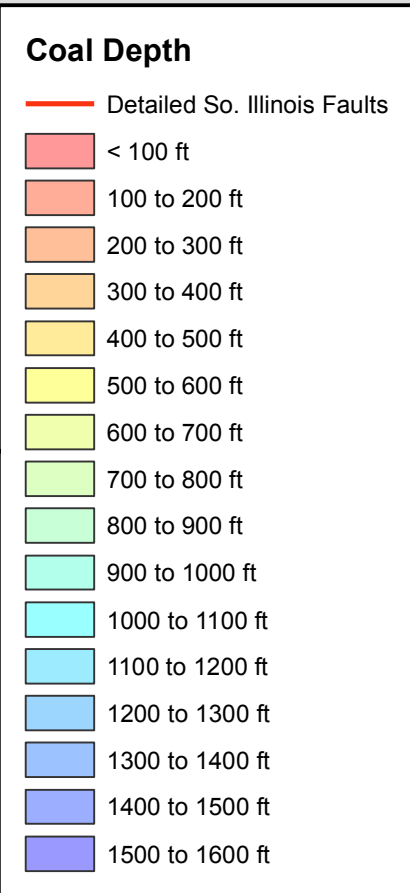 Coal Depth
Detailed So. Illinois Faults
< 100 ft
100 to 200 ft
200 to 300 ft
300 to 400 ft
400 to 500 ft
500 to 600 ft
600 to 700 ft
700 to 800 ft
800 to 900 ft
900 to 1000 ft
1000 to 1100 ft
1100 to 1200 ft
1200 to 1300 ft
1300 to 1400 ft
1400 to 1500 ft
1500 to 1600 ft